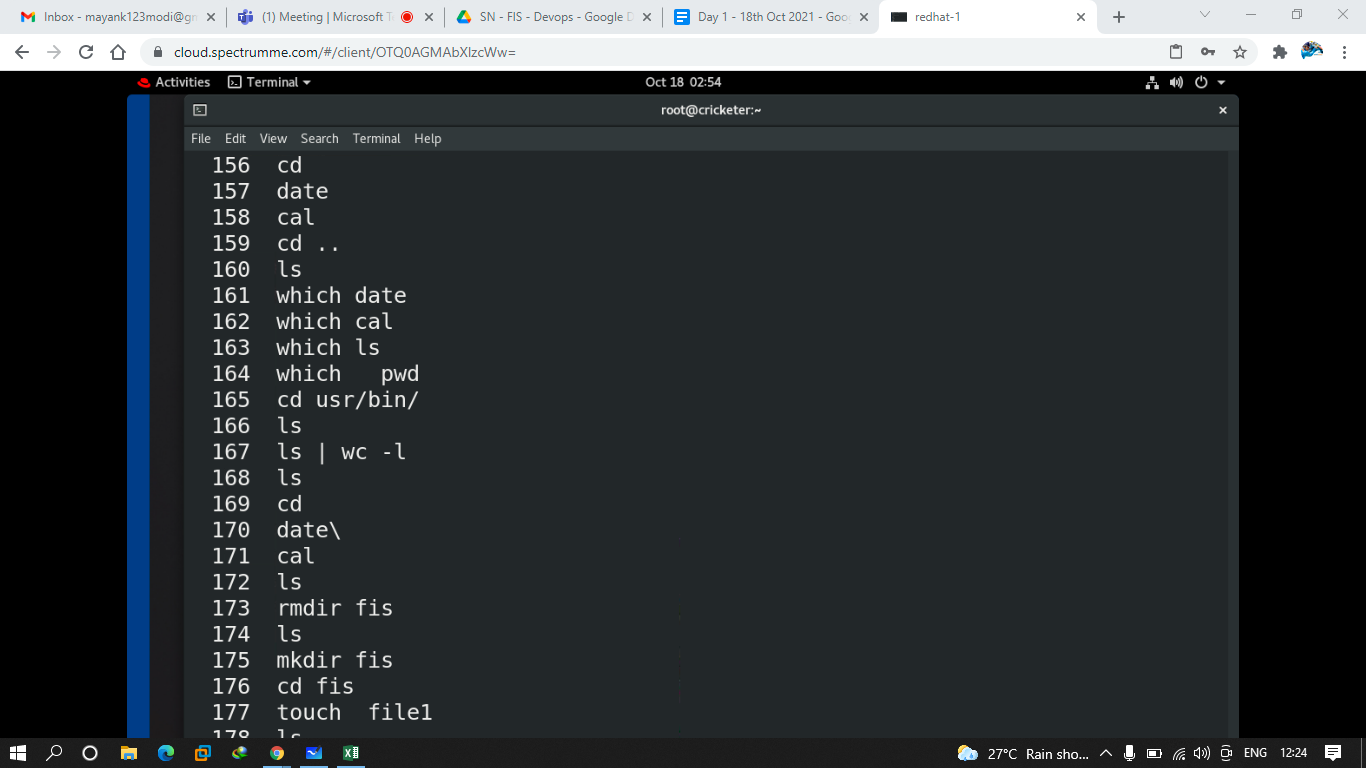 Inbox - mayank123modi@gm
(1) Meeting | Microsoft T
SN - FIS - Devops - Google D
Day 1 - 18th Oct 2021 - Goo
redhat-1
cloud.spectrumme.com/#/client/OTQ0AGMAbXlzcWw=
Activities Terminal Oct 18 02:54
root@cricketer:~
File Edit View Search Terminal Help
156 cd
157 date
158 cal
159 cd ..
160 ls
161 which date
162 which cal
163 which ls
164 which   pwd
165 cd usr/bin/
166 ls
167 ls | wc -l
168 ls
169 cd
170 date\
171 cal
172 ls
173 rmdir fis
174 ls
175 mkdir fis
176 cd fis
177 touch  file1
178 ls
27°C Rain sho... ENG 12:24